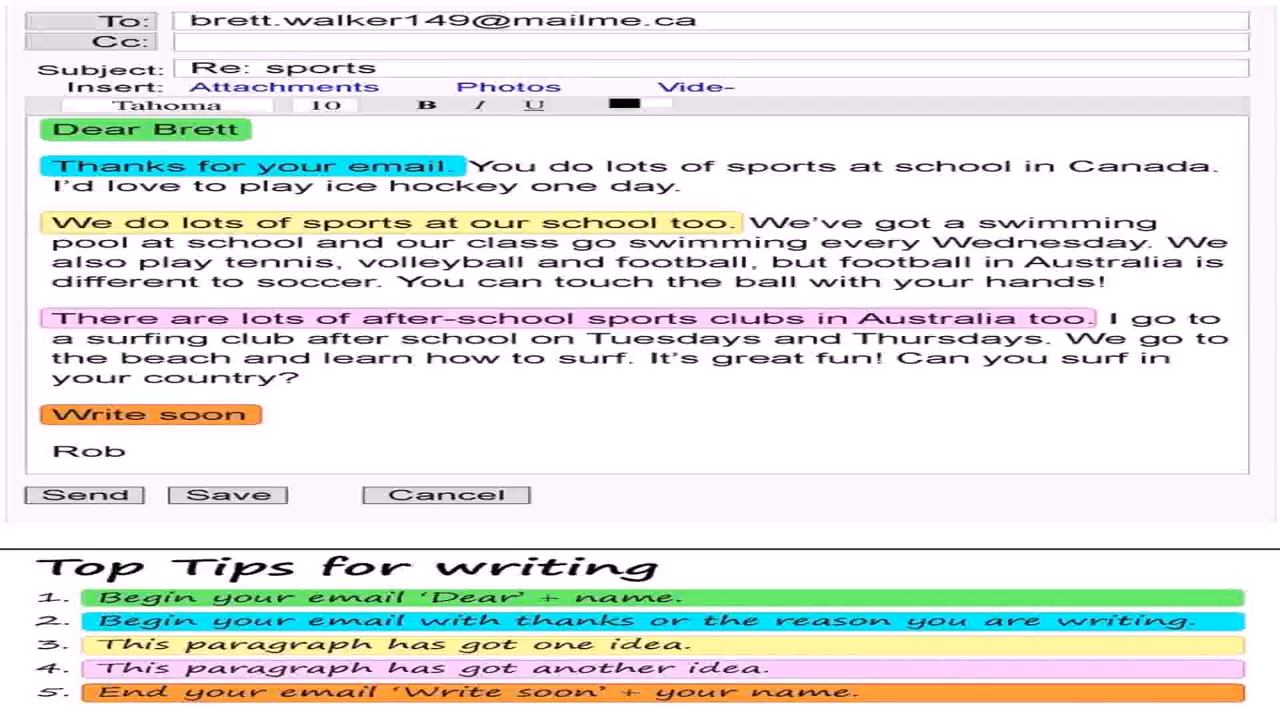 To: brett.walker149@mailme.ca
Cc:
Subject: Re: sports
Insert: Attachments Photos Vide-
Tahoma 10 B I U
Dear Brett
Thanks for your email. You do lots of sports at school in Canada.
I'd love to play ice hockey one day.
We do lots of sports at our school too. We've got a swimming
pool at school and our class go swimming every Wednesday. We
also play tennis, volleyball and football, but football in Australia is
different to soccer. You can touch the ball with your hands!
There are lots of after-school sports clubs in Australia too. I go to
a surfing club after school on Tuesdays and Thursdays. We go to
the beach and learn how to surf. It's great fun! Can you surf in
your country?
Write soon
Rob
Send Save Cancel
Top Tips for writing
1. Begin your email 'Dear' + name.
2. Begin your email with thanks or the reason you are writing.
3. This paragraph has got one idea.
4. This paragraph has got another idea.
5. End your email 'Write soon' + your name.